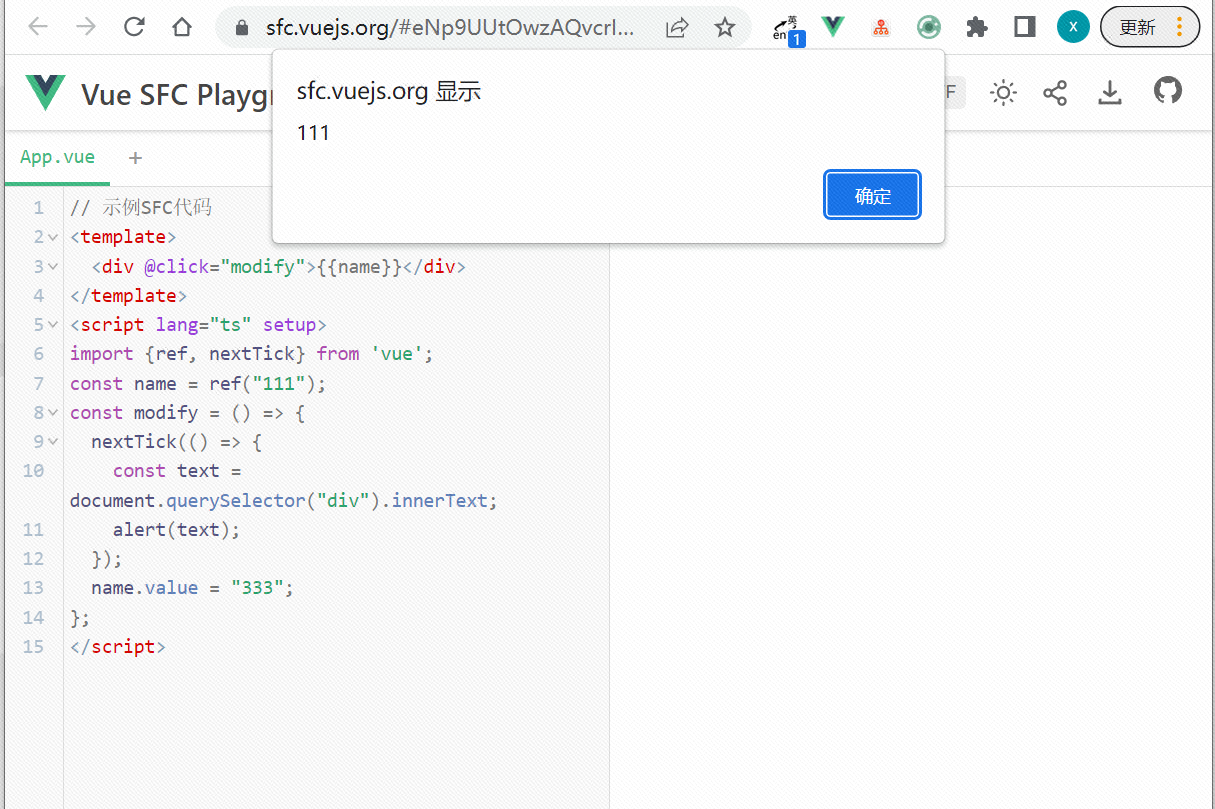 sfc.vuejs.org/#eNp9UUtOwzAQvcrI...
英
en
1
X
更新
Vue SFC Playgr
F
sfc.vuejs.org 显示
111
确定
App.vue +
1 // 示例SFC代码
2 <template>
3 <div @click="modify">{{name}}</div>
4 </template>
5 <script lang="ts" setup>
6 import {ref, nextTick} from 'vue';
7 const name = ref("111");
8 const modify = () => {
9 nextTick(() => {
10 const text =
document.querySelector("div").innerText;
11 alert(text);
12 });
13 name.value = "333";
14 };
15 </script>